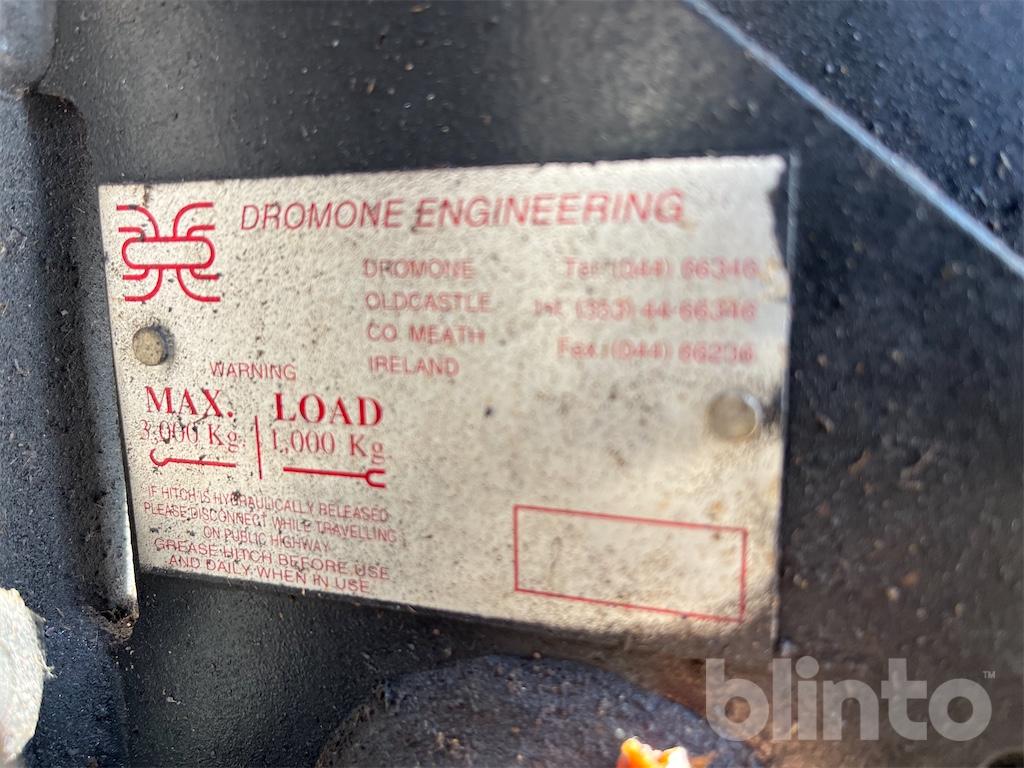 DROMONE ENGINEERING
DROMONE
OLDCASTLE
CO. MEATH
IRELAND
Tel: (044) 66346
Int. (353) 44-66346
Fax: (044) 66236
WARNING
MAX. LOAD
3,000 Kg. 1,000 Kg
IF HITCH IS HYDRAULICALLY RELEASED
PLEASE DISCONNECT WHILE TRAVELLING
ON PUBLIC HIGHWAY
GREASE HITCH BEFORE USE
AND DAILY WHEN IN USE
blinto™